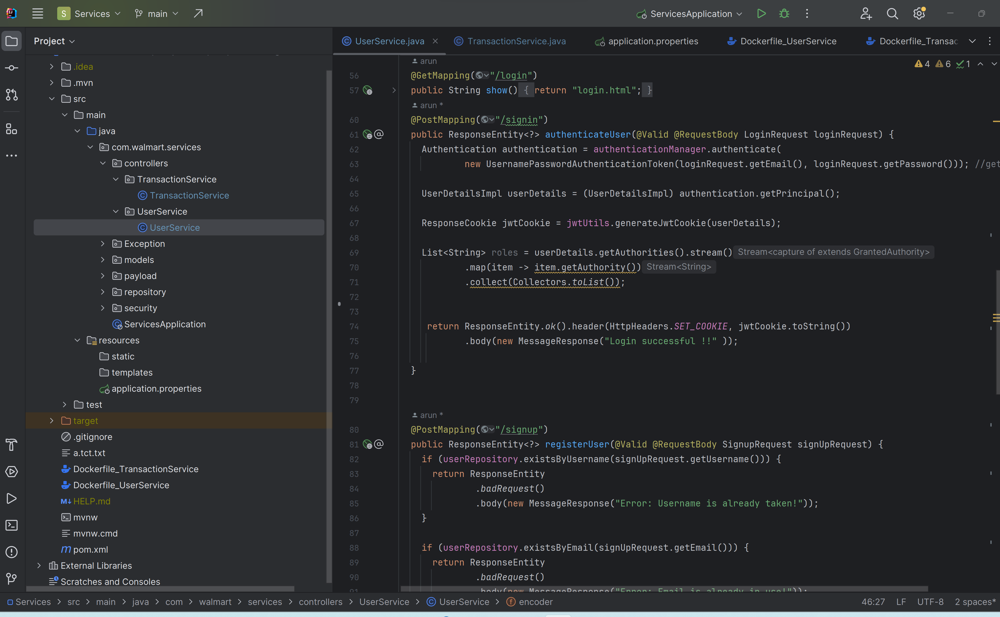 S Services main ServicesApplication
Project
.idea
.mvn
src
main
java
com.walmart.services
controllers
TransactionService
TransactionService
UserService
UserService
Exception
models
payload
repository
security
ServicesApplication
resources
static
templates
application.properties
test
target
.gitignore
a.tct.txt
Dockerfile_TransactionService
Dockerfile_UserService
HELP.md
mvnw
mvnw.cmd
pom.xml
External Libraries
Scratches and Consoles
UserService.java TransactionService.java application.properties Dockerfile_UserService Dockerfile_Transac
4 6 1
arun
56 @GetMapping("/login")
57 public String show() { return "login.html"; }
arun *
60 @PostMapping("/signin")
61 public ResponseEntity<?> authenticateUser(@Valid @RequestBody LoginRequest loginRequest) {
62 Authentication authentication = authenticationManager.authenticate(
63 new UsernamePasswordAuthenticationToken(loginRequest.getEmail(), loginRequest.getPassword())); //get
64
65 UserDetailsImpl userDetails = (UserDetailsImpl) authentication.getPrincipal();
66
67 ResponseCookie jwtCookie = jwtUtils.generateJwtCookie(userDetails);
68
69 List<String> roles = userDetails.getAuthorities().stream() Stream<capture of extends GrantedAuthority>
70 .map(item -> item.getAuthority()) Stream<String>
71 .collect(Collectors.toList());
72
73
74 return ResponseEntity.ok().header(HttpHeaders.SET_COOKIE, jwtCookie.toString())
75 .body(new MessageResponse("Login successful !!" ));
76
77 }
78
79
arun *
80 @PostMapping("/signup")
81 public ResponseEntity<?> registerUser(@Valid @RequestBody SignupRequest signUpRequest) {
82 if (userRepository.existsByUsername(signUpRequest.getUsername())) {
83 return ResponseEntity
84 .badRequest()
85 .body(new MessageResponse("Error: Username is already taken!"));
86 }
87
88 if (userRepository.existsByEmail(signUpRequest.getEmail())) {
89 return ResponseEntity
90 .badRequest()
91 .body(new MessageResponse("Error: Email is already in use!"));
Services > src > main > java > com > walmart > services > controllers > UserService > UserService > encoder 46:27 LF UTF-8 2 spaces*